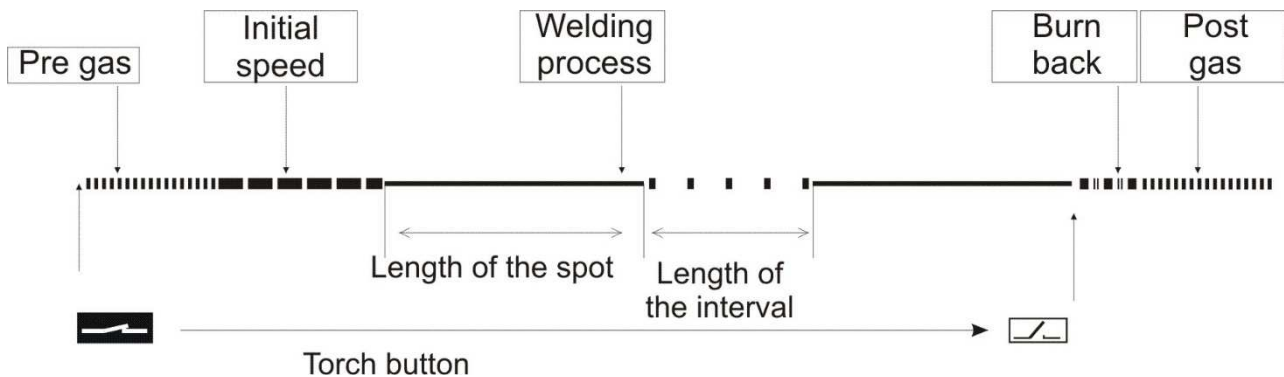 Pre gas
Initial
speed
Welding
process
Burn
back
Post
gas
Length of the spot
Length of
the interval
Torch button